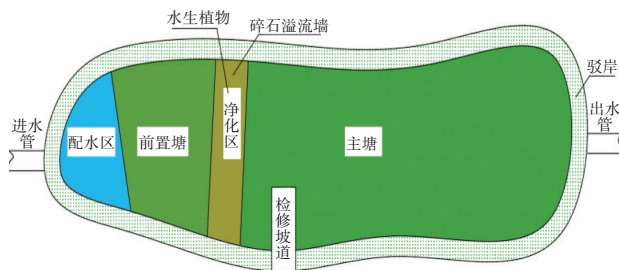 水生植物
碎石溢流墙
驳岸
进水
管
配水区
前置塘
净
化
区
主塘
出水
管
检
修
坡
道